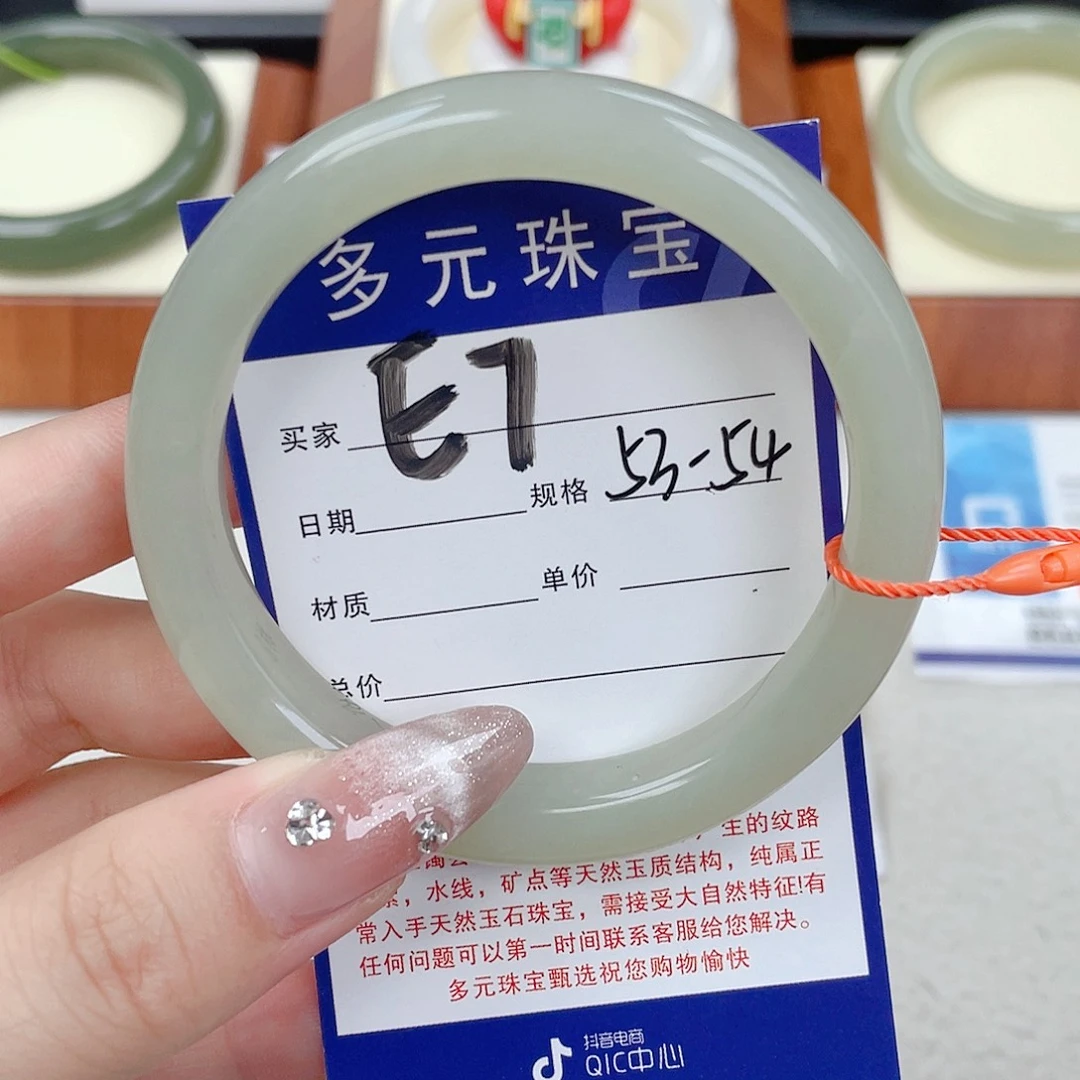 多元珠宝
买家 E7
日期 规格 53-54
材质 单价
总价
生的纹路
，水线，矿点等天然玉质结构，纯属正
常入手天然玉石珠宝，需接受大自然特征!有
任何问题可以第一时间联系客服给您解决。
多元珠宝甄选祝您购物愉快
抖音电商
QIC中心